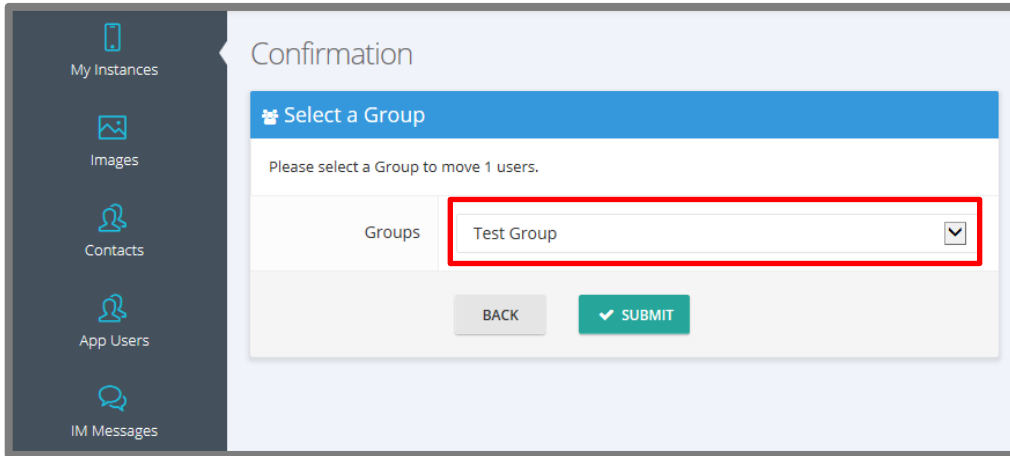 My Instances
Images
Contacts
App Users
IM Messages
Confirmation
Select a Group
Please select a Group to move 1 users.
Groups
Test Group
BACK
SUBMIT